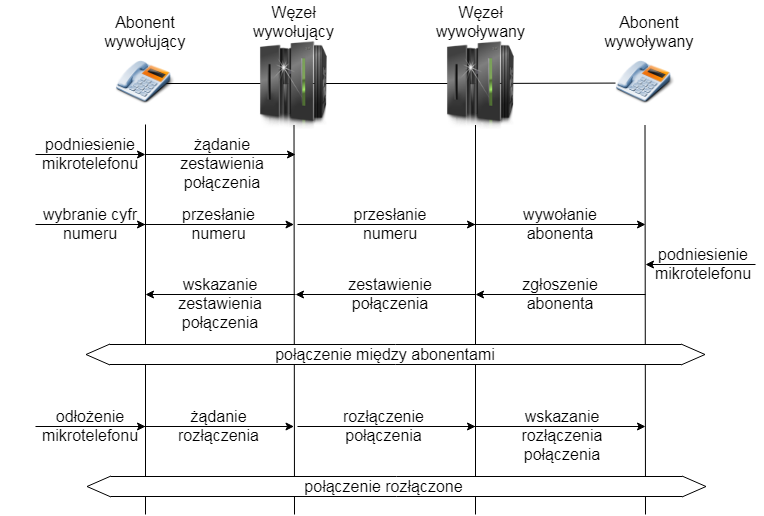 Abonent
wywołujący
Węzeł
wywołujący
Węzeł
wywoływany
Abonent
wywoływany
podniesienie
mikrotelefonu
żądanie
zestawienia
połączenia
wybranie cyfr
numeru
przesłanie
numeru
przesłanie
numeru
wywołanie
abonenta
podniesienie
mikrotelefonu
wskazanie
zestawienia
połączenia
zestawienie
połączenia
zgłoszenie
abonenta
połączenie między abonentami
odłożenie
mikrotelefonu
żądanie
rozłączenia
rozłączenie
połączenia
wskazanie
rozłączenia
połączenia
połączenie rozłączone